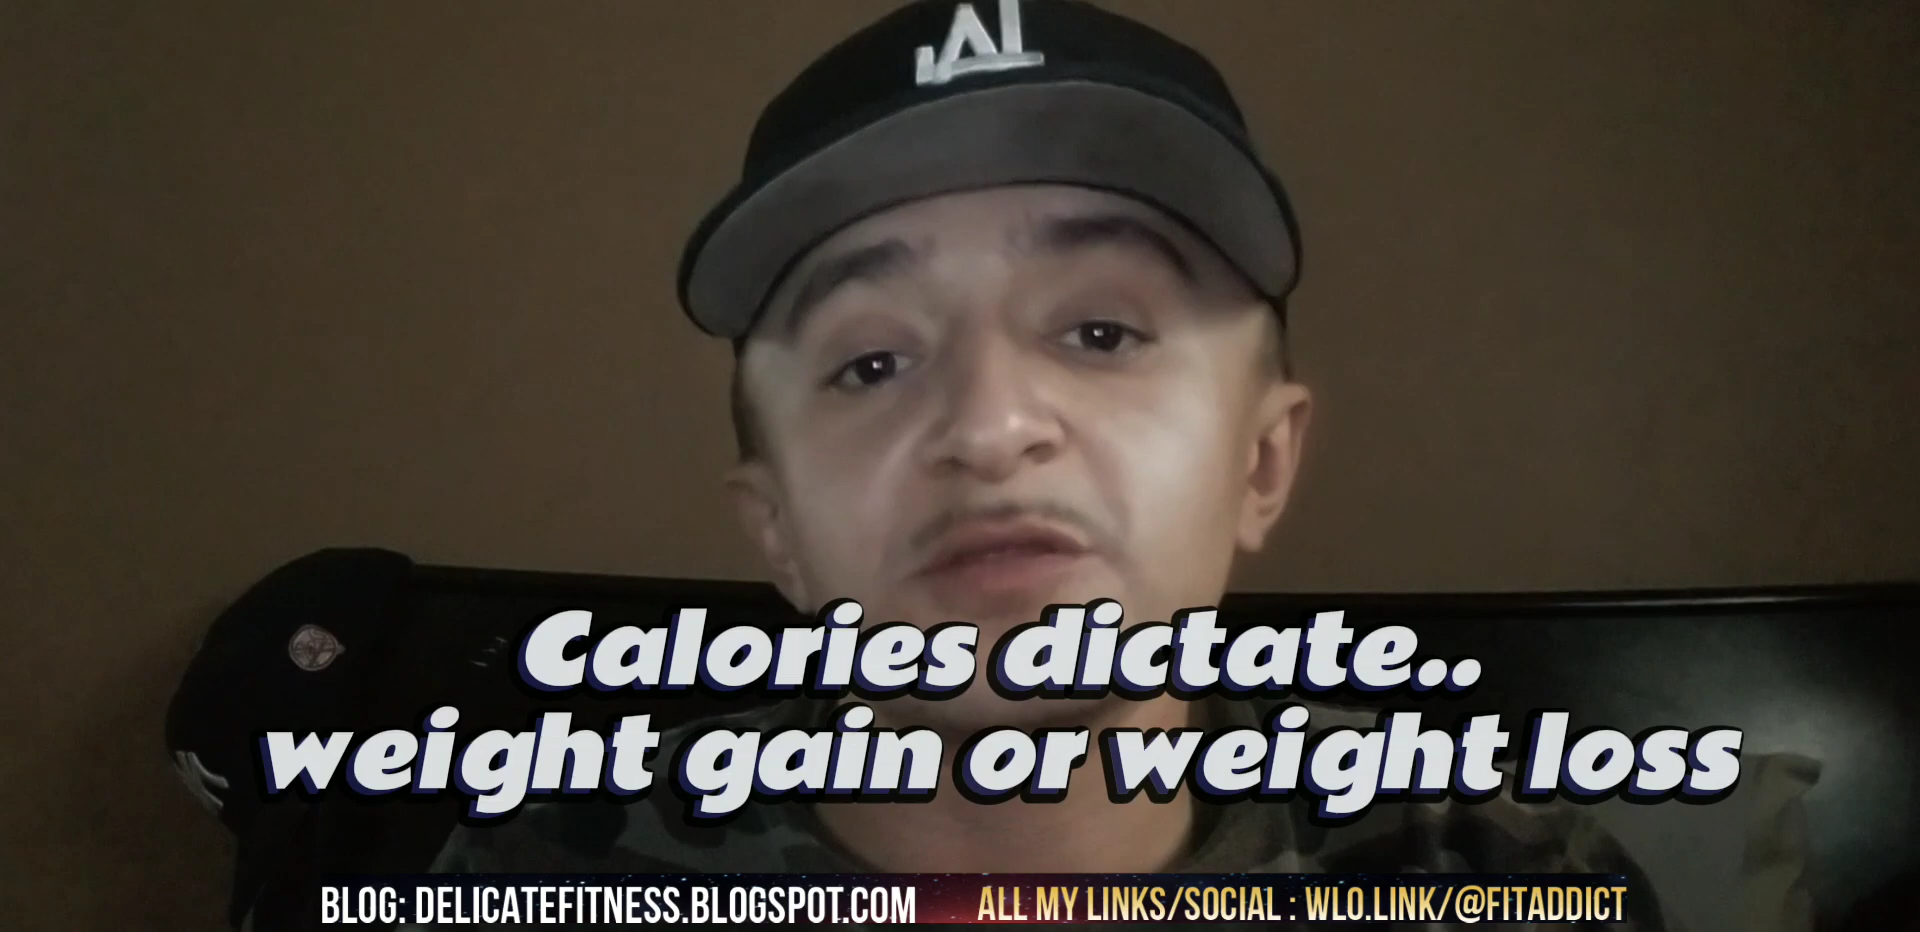 Calories dictate..
weight gain or weight loss
BLOG: DELICATEFITNESS.BLOGSPOT.COM
ALL MY LINKS/SOCIAL : WLO.LINK/@FITADDICT